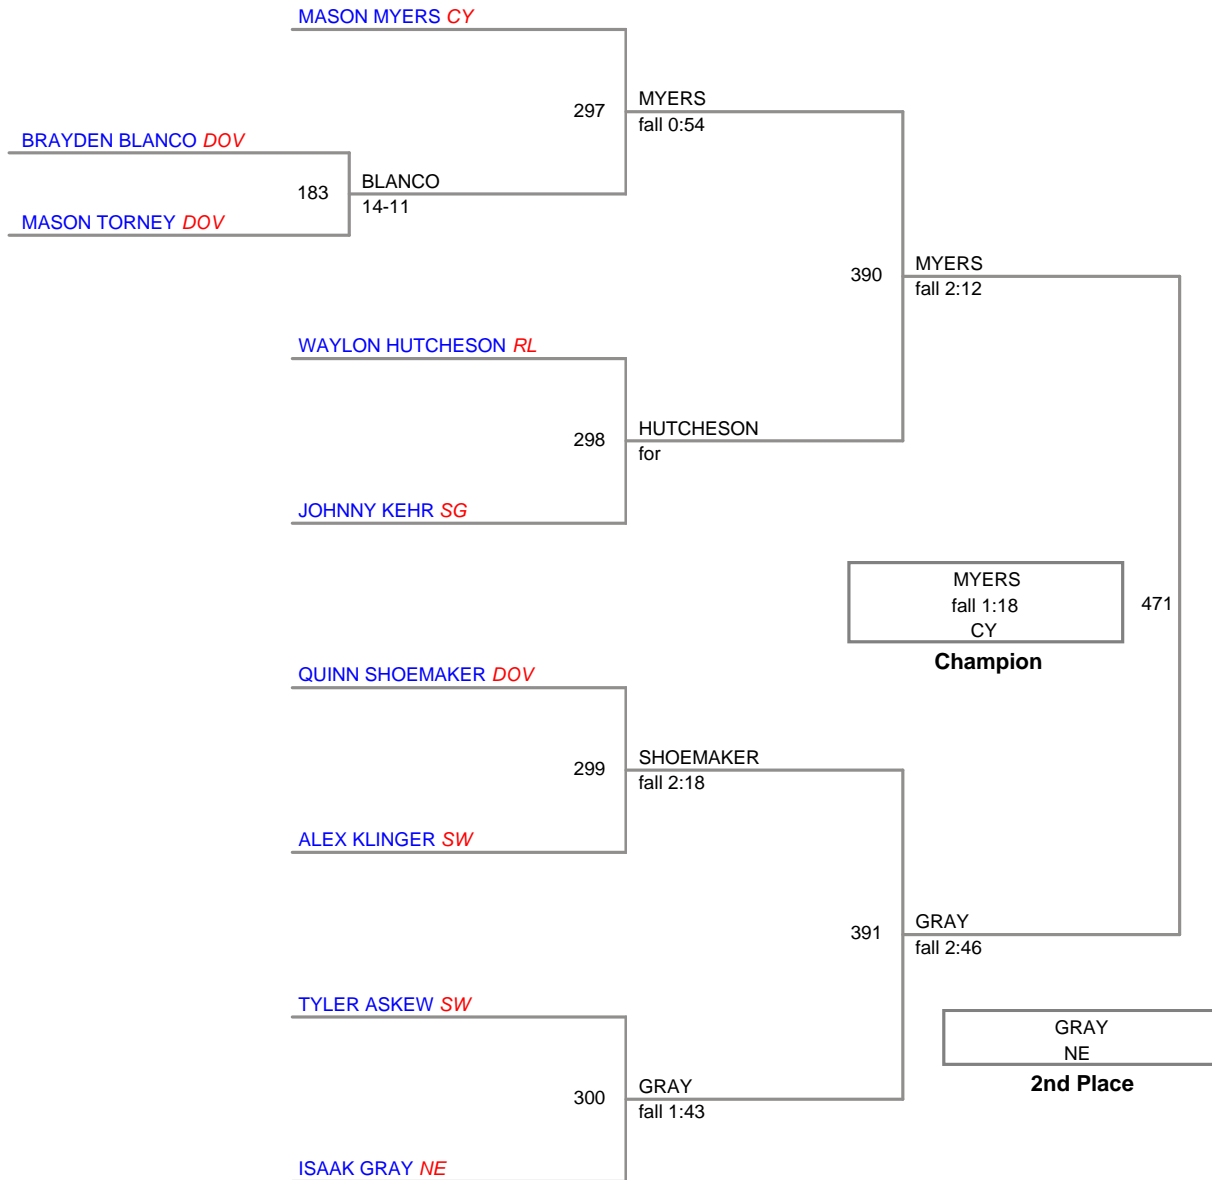 MASON MYERS CY
297
MYERS
fall 0:54
BRAYDEN BLANCO DOV
183
BLANCO
14-11
MASON TORNEY DOV
390
MYERS
fall 2:12
WAYLON HUTCHESON RL
298
HUTCHESON
for
JOHNNY KEHR SG
MYERS
fall 1:18
CY
471
Champion
QUINN SHOEMAKER DOV
299
SHOEMAKER
fall 2:18
ALEX KLINGER SW
391
GRAY
fall 2:46
TYLER ASKEW SW
GRAY
NE
2nd Place
300
GRAY
fall 1:43
ISAAK GRAY NE